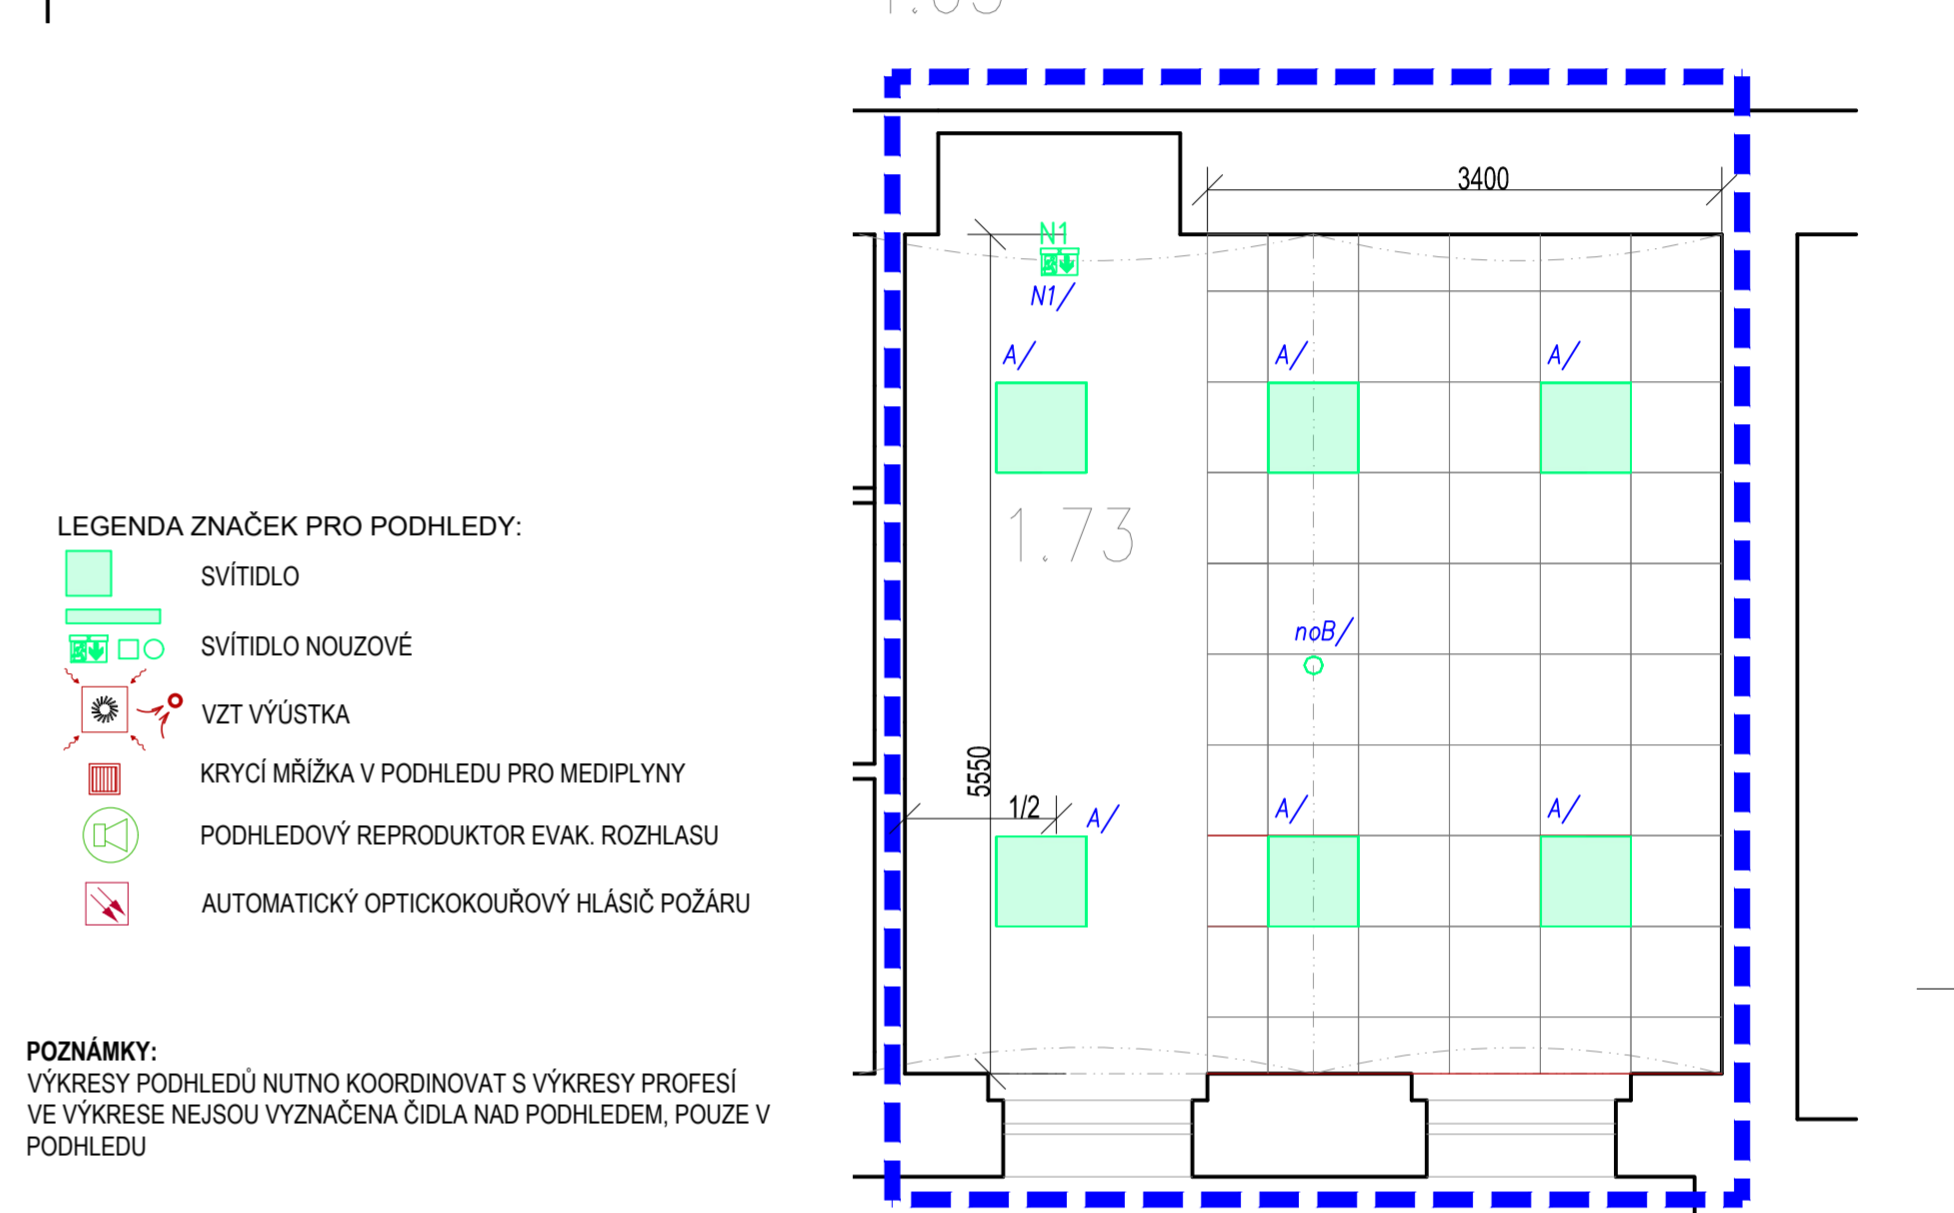 3400
N1
N1/
A/
A/
A/
1.73
noB/
5550
1/2
A/
A/
A/
LEGENDA ZNAČEK PRO PODHLEDY:
SVÍTIDLO
SVÍTIDLO NOUZOVÉ
VZT VÝÚSTKA
KRYCÍ MŘÍŽKA V PODHLEDU PRO MEDIPLYNY
PODHLEDOVÝ REPRODUKTOR EVAK. ROZHLASU
AUTOMATICKÝ OPTICKOKOUŘOVÝ HLÁSIČ POŽÁRU
POZNÁMKY:
VÝKRESY PODHLEDŮ NUTNO KOORDINOVAT S VÝKRESY PROFESÍ
VE VÝKRESE NEJSOU VYZNAČENA ČIDLA NAD PODHLEDEM, POUZE V
PODHLEDU